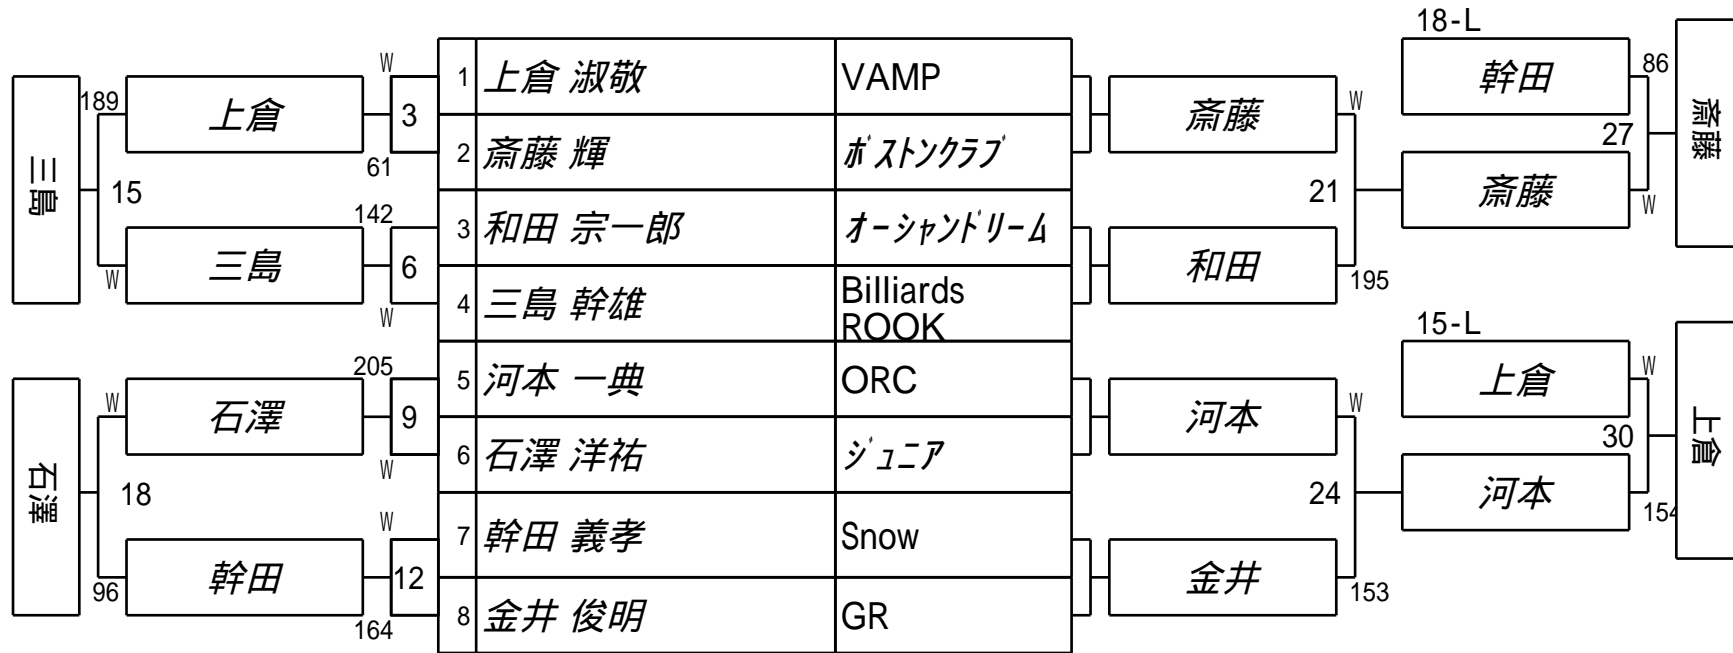 18-L
W
1 上倉 淑敬 VAMP
幹田
86
189
上倉
3
斎藤
W
斎藤
61
2 斎藤 輝 ボストンクラブ
27
三島
15
21
斎藤
W
142
3 和田 宗一郎 オーシャンドリーム
三島
6
和田
W
W
4 三島 幹雄 Billiards
ROOK
195
15-L
205
5 河本 一典 ORC
上倉
W
W
石澤
9
河本
W
上倉
W
6 石澤 洋祐 ジュニア
30
石澤
18
24
河本
154
W
7 幹田 義孝 Snow
幹田
12
金井
96
164
8 金井 俊明 GR
153